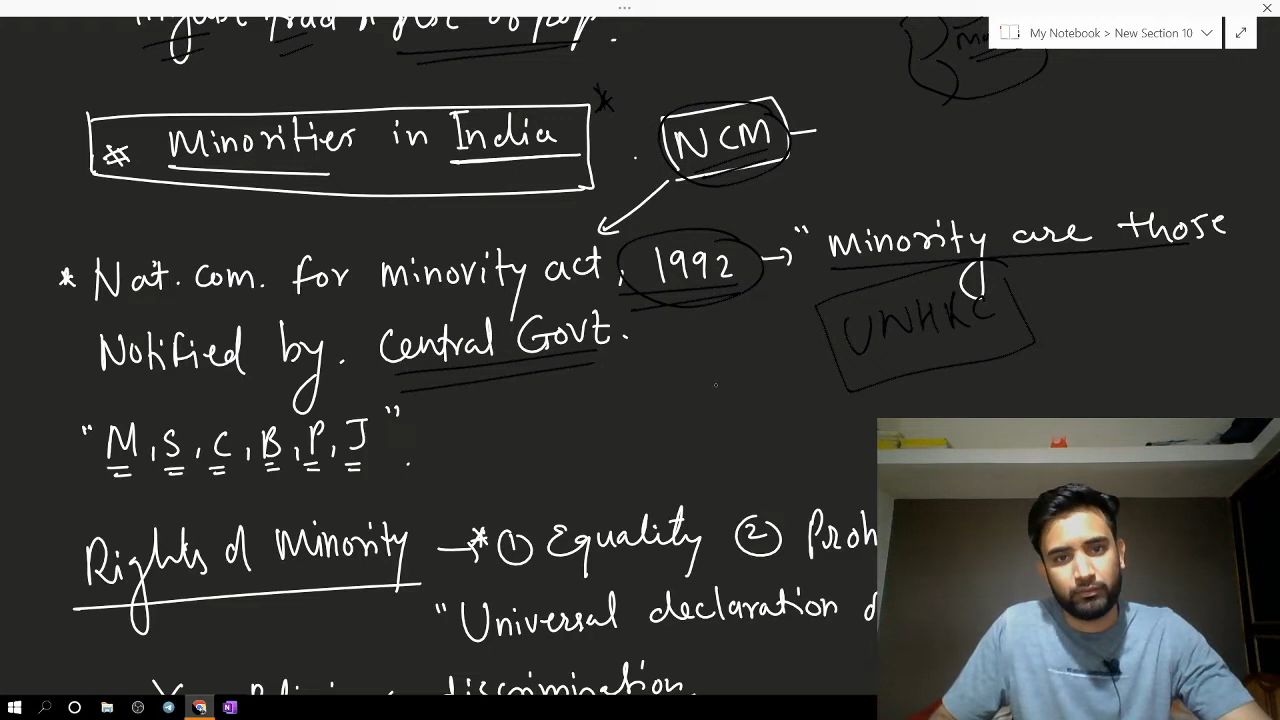 My Notebook > New Section 10
* Minorities in India * . NCM –
* Nat. com. for minority act, 1992 → " minority are those
Notified by. Central Govt.
UNHRC
" M, S, C, B, P, J " .
Rights of Minority → * ① Equality ② Proh
" Universal declaration
discrimination